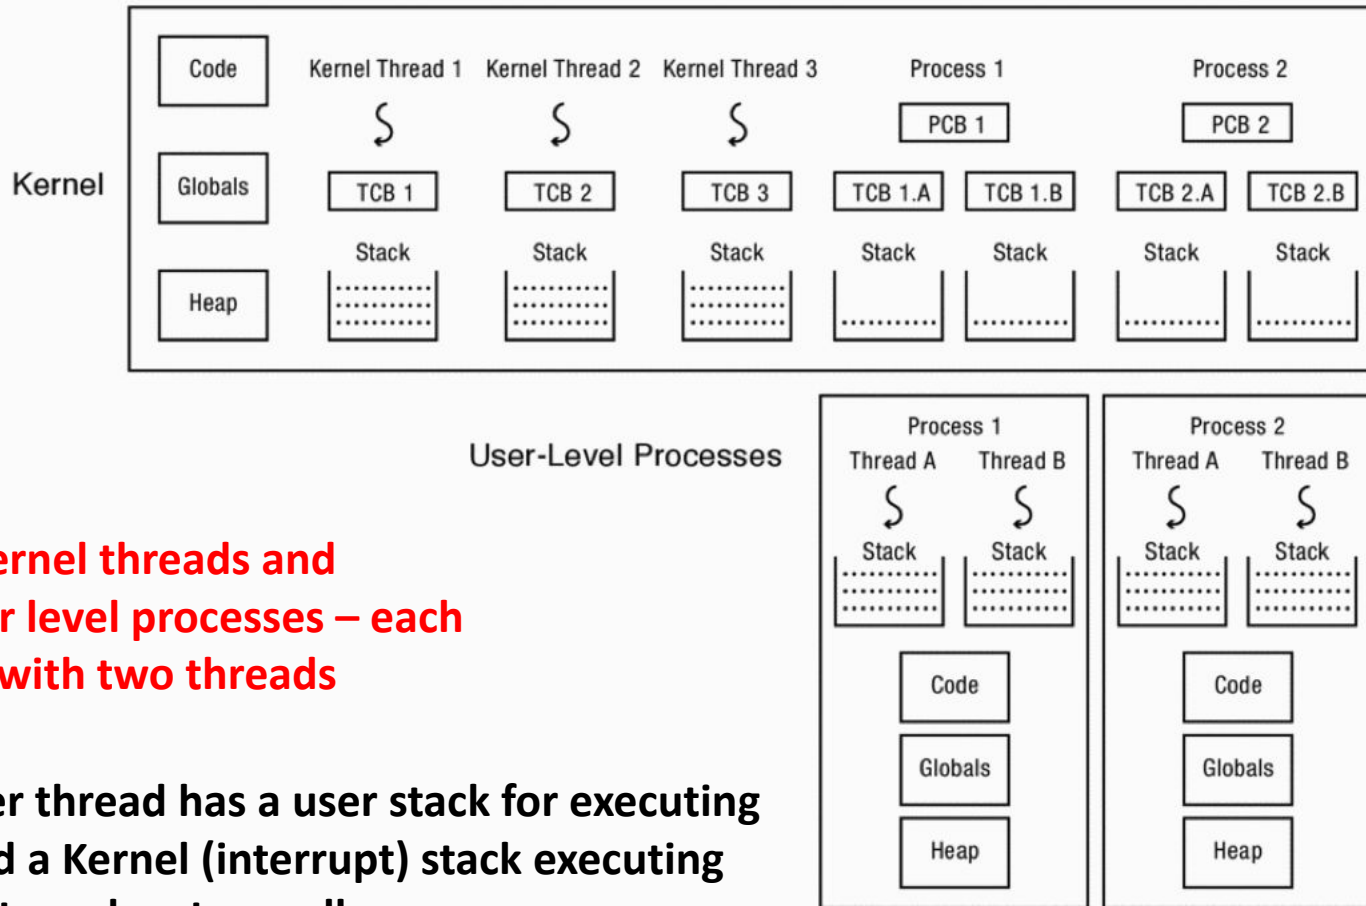 Code Kernel Thread 1 Kernel Thread 2 Kernel Thread 3 Process 1 Process 2
PCB 1 PCB 2
Kernel Globals TCB 1 TCB 2 TCB 3 TCB 1.A TCB 1.B TCB 2.A TCB 2.B
Stack Stack Stack Stack Stack Stack Stack
Heap
Process 1 Process 2
User-Level Processes Thread A Thread B Thread A Thread B
Stack Stack Stack Stack
ernel threads and
r level processes – each
with two threads
Code Code
Globals Globals
er thread has a user stack for executing
d a Kernel (interrupt) stack executing
Heap Heap